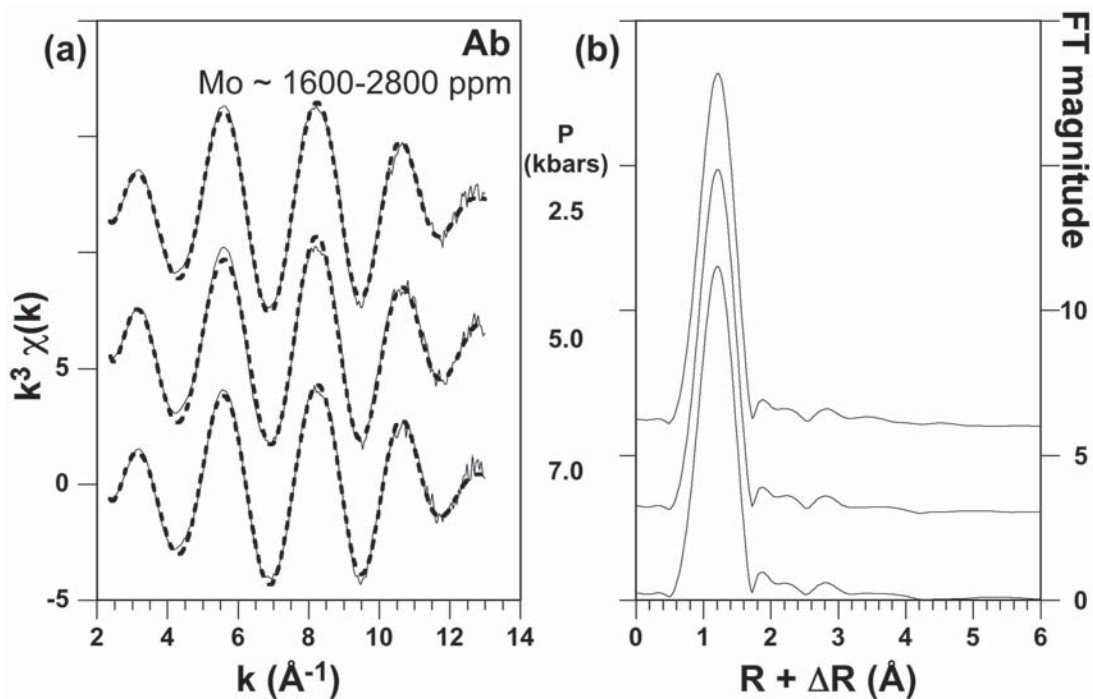 (a)
Ab
Mo ~ 1600-2800 ppm
k³ χ(k)
5
0
-5
2 4 6 8 10 12 14
k (Å⁻¹)
P
(kbars)
2.5
5.0
7.0
(b)
FT magnitude
10
5
0
0 1 2 3 4 5 6
R + ΔR (Å)